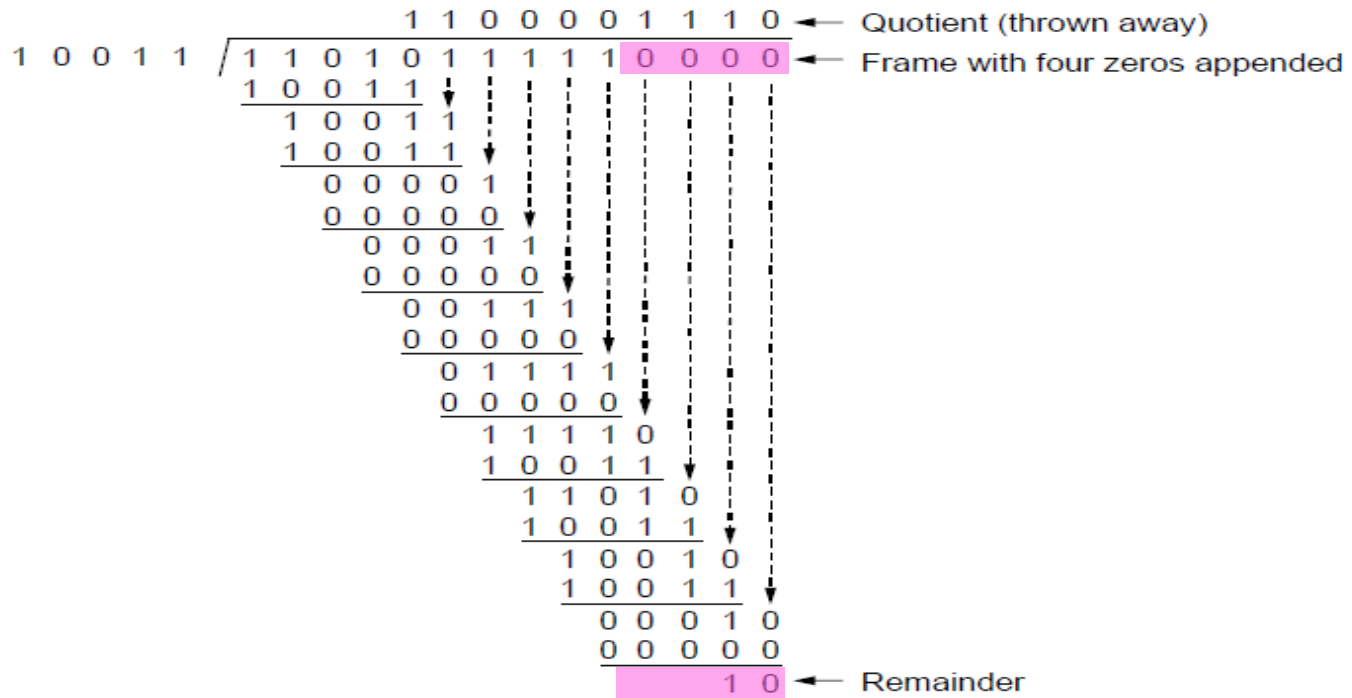 1 1 0 0 0 0 1 1 1 0 Quotient (thrown away)
1 0 0 1 1 1 1 0 1 0 1 1 1 1 1 0 0 0 0 Frame with four zeros appended
1 0 0 1 1
1 0 0 1 1
1 0 0 1 1
0 0 0 0 1
0 0 0 0 0
0 0 0 1 1
0 0 0 0 0
0 0 1 1 1
0 0 0 0 0
0 1 1 1 1
0 0 0 0 0
1 1 1 1 0
1 0 0 1 1
1 1 0 1 0
1 0 0 1 1
1 0 0 1 0
1 0 0 1 1
0 0 0 1 0
0 0 0 0 0
1 0 Remainder